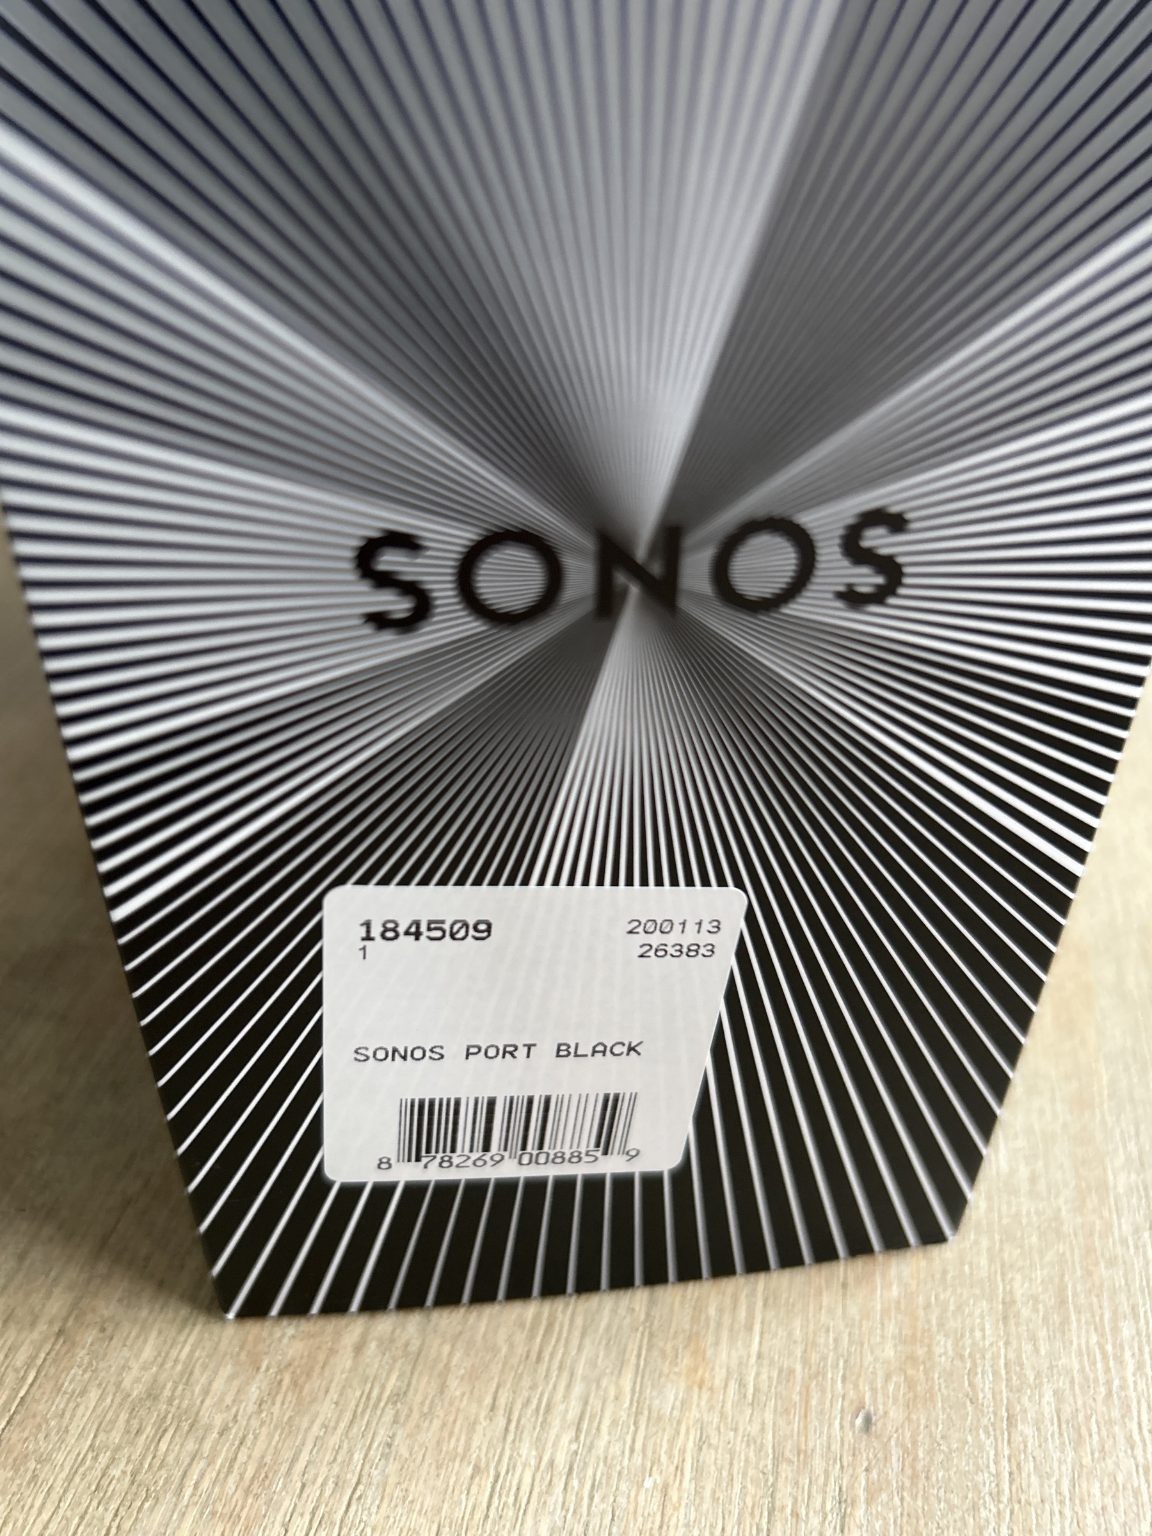 SONOS
184509 200113
1 26383
SONOS PORT BLACK
8 78269 00885 9